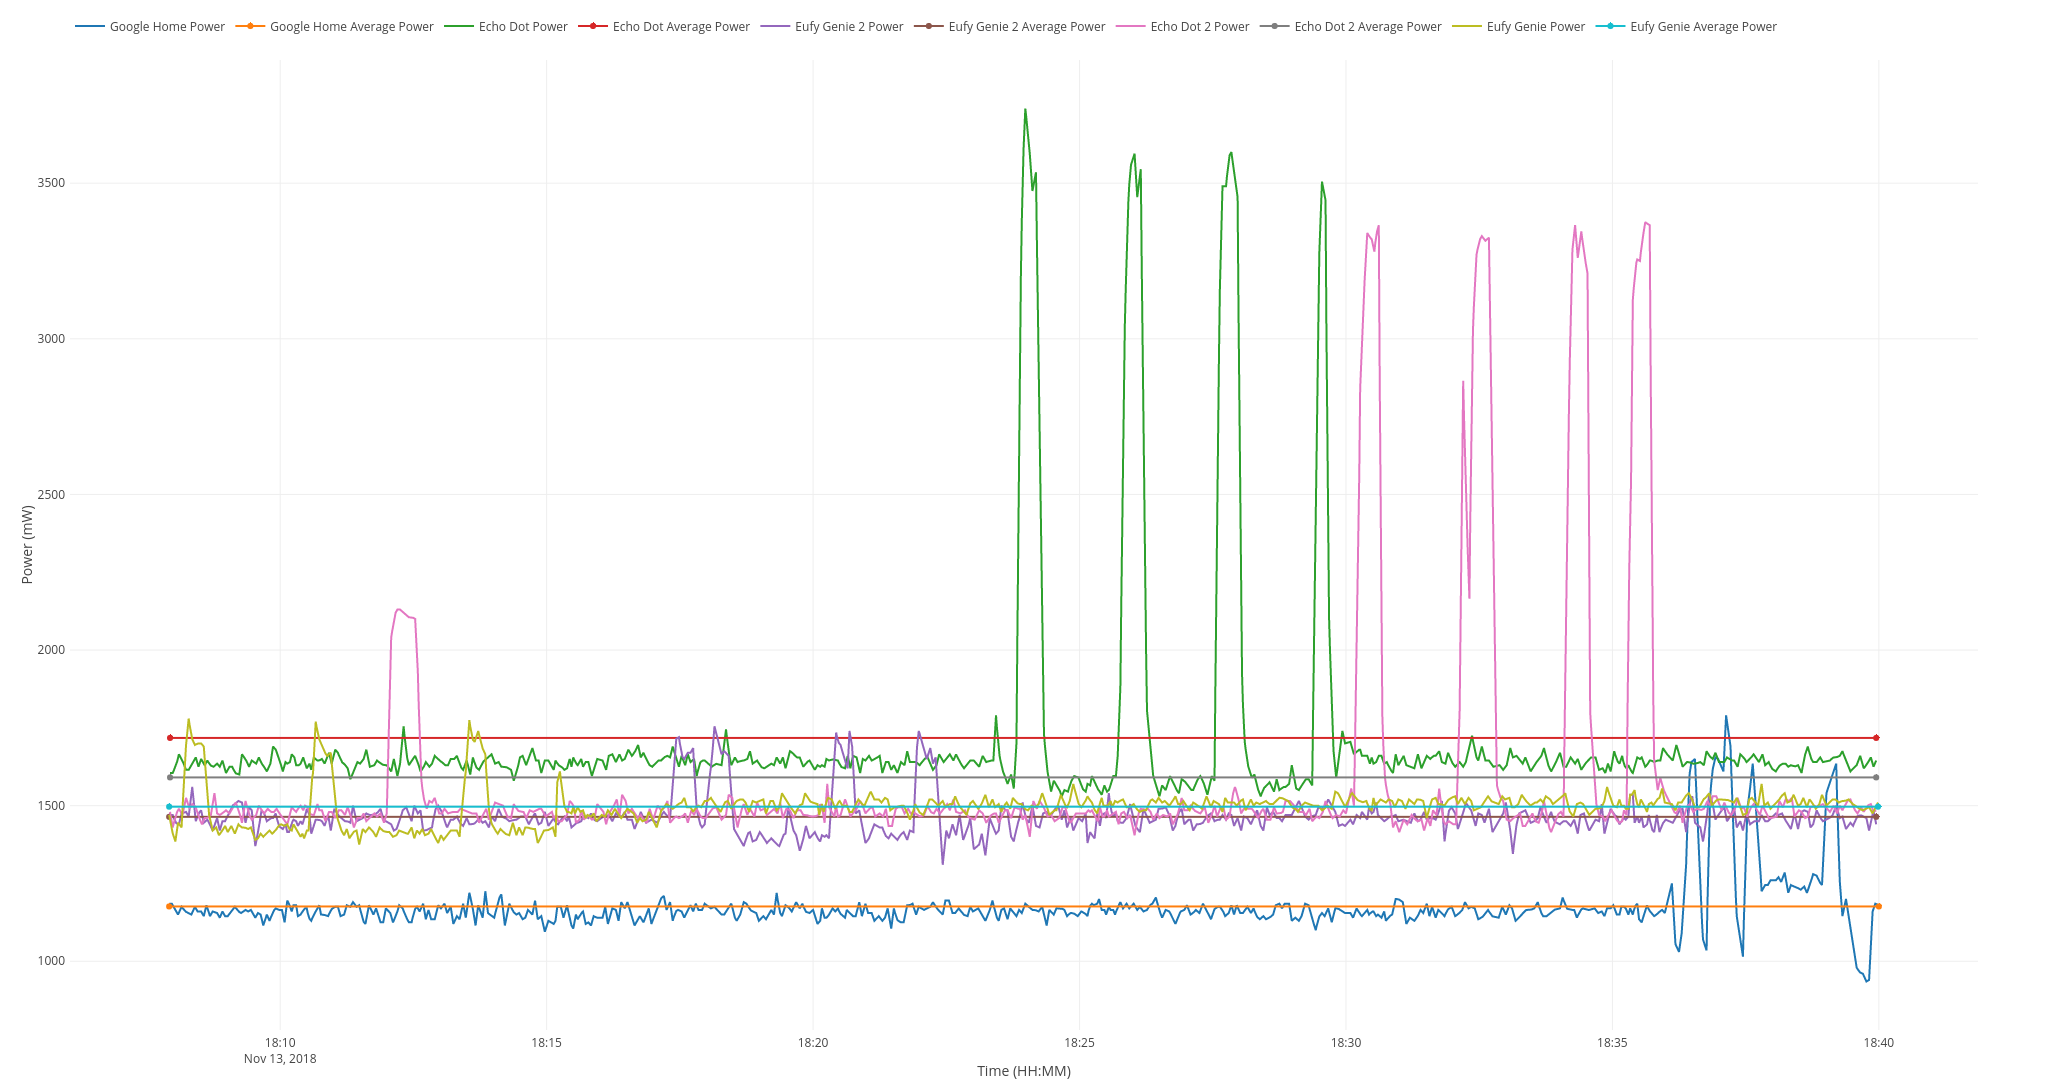 Google Home Power Google Home Average Power Echo Dot Power Echo Dot Average Power Eufy Genie 2 Power Eufy Genie 2 Average Power Echo Dot 2 Power Echo Dot 2 Average Power Eufy Genie Power Eufy Genie Average Power
3500
3000
2500
2000
1500
1000
Power (mW)
18:10 18:15 18:20 18:25 18:30 18:35 18:40
Nov 13, 2018
Time (HH:MM)